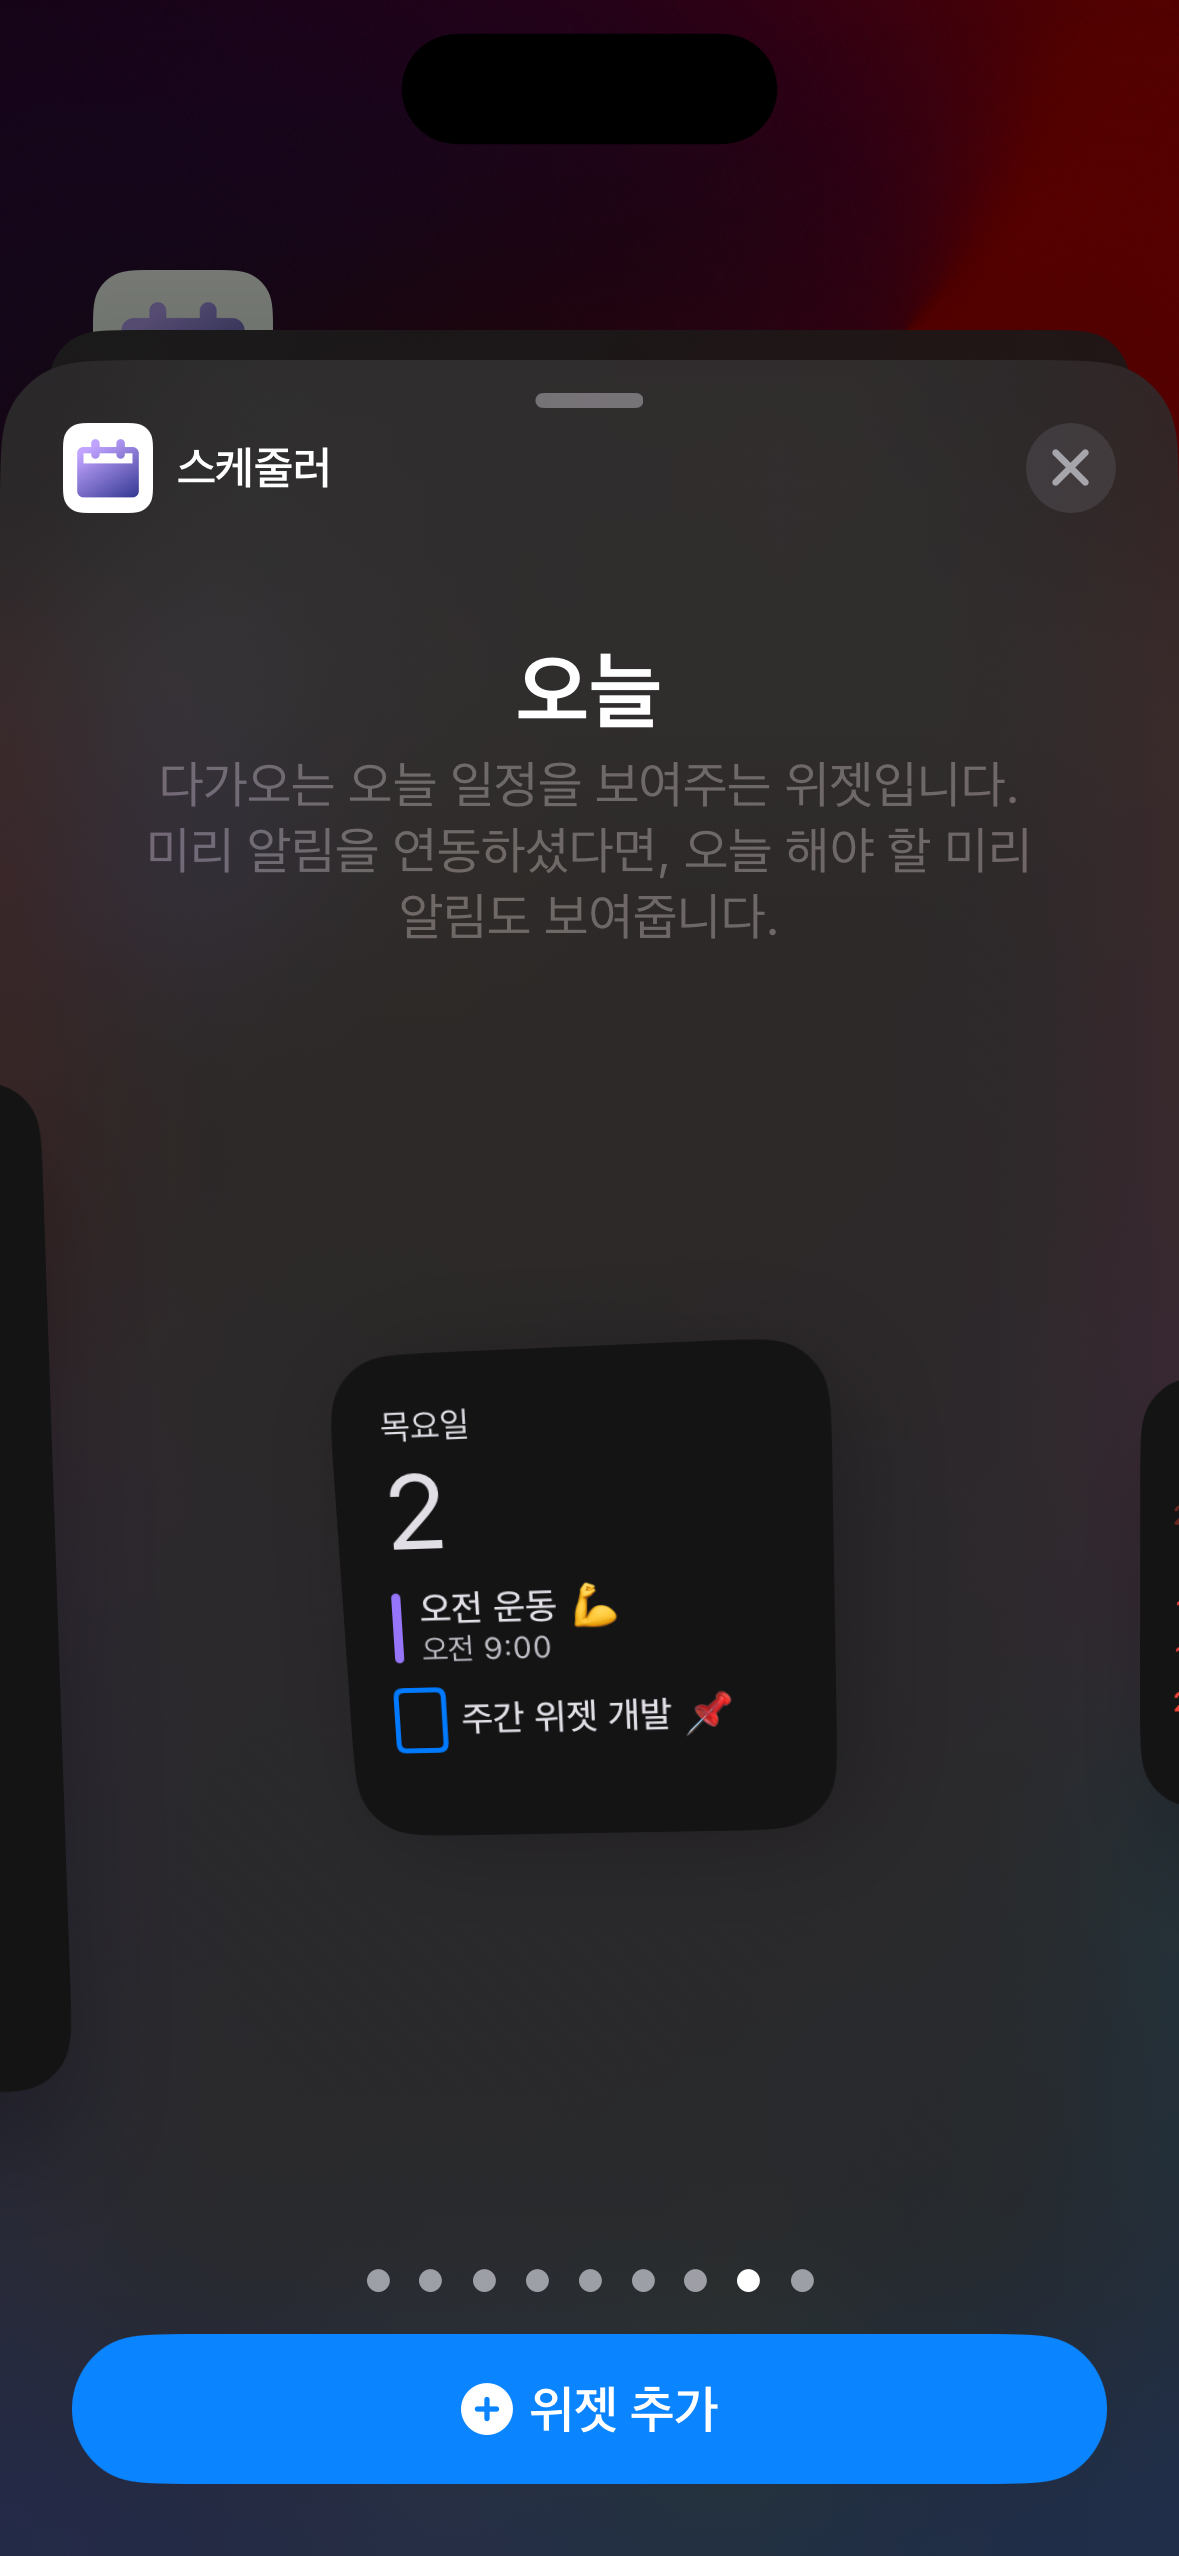 스케줄러
오늘
다가오는 오늘 일정을 보여주는 위젯입니다.
미리 알림을 연동하셨다면, 오늘 해야 할 미리
알림도 보여줍니다.
목요일
2
오전 운동 💪
오전 9:00
주간 위젯 개발 📌
위젯 추가